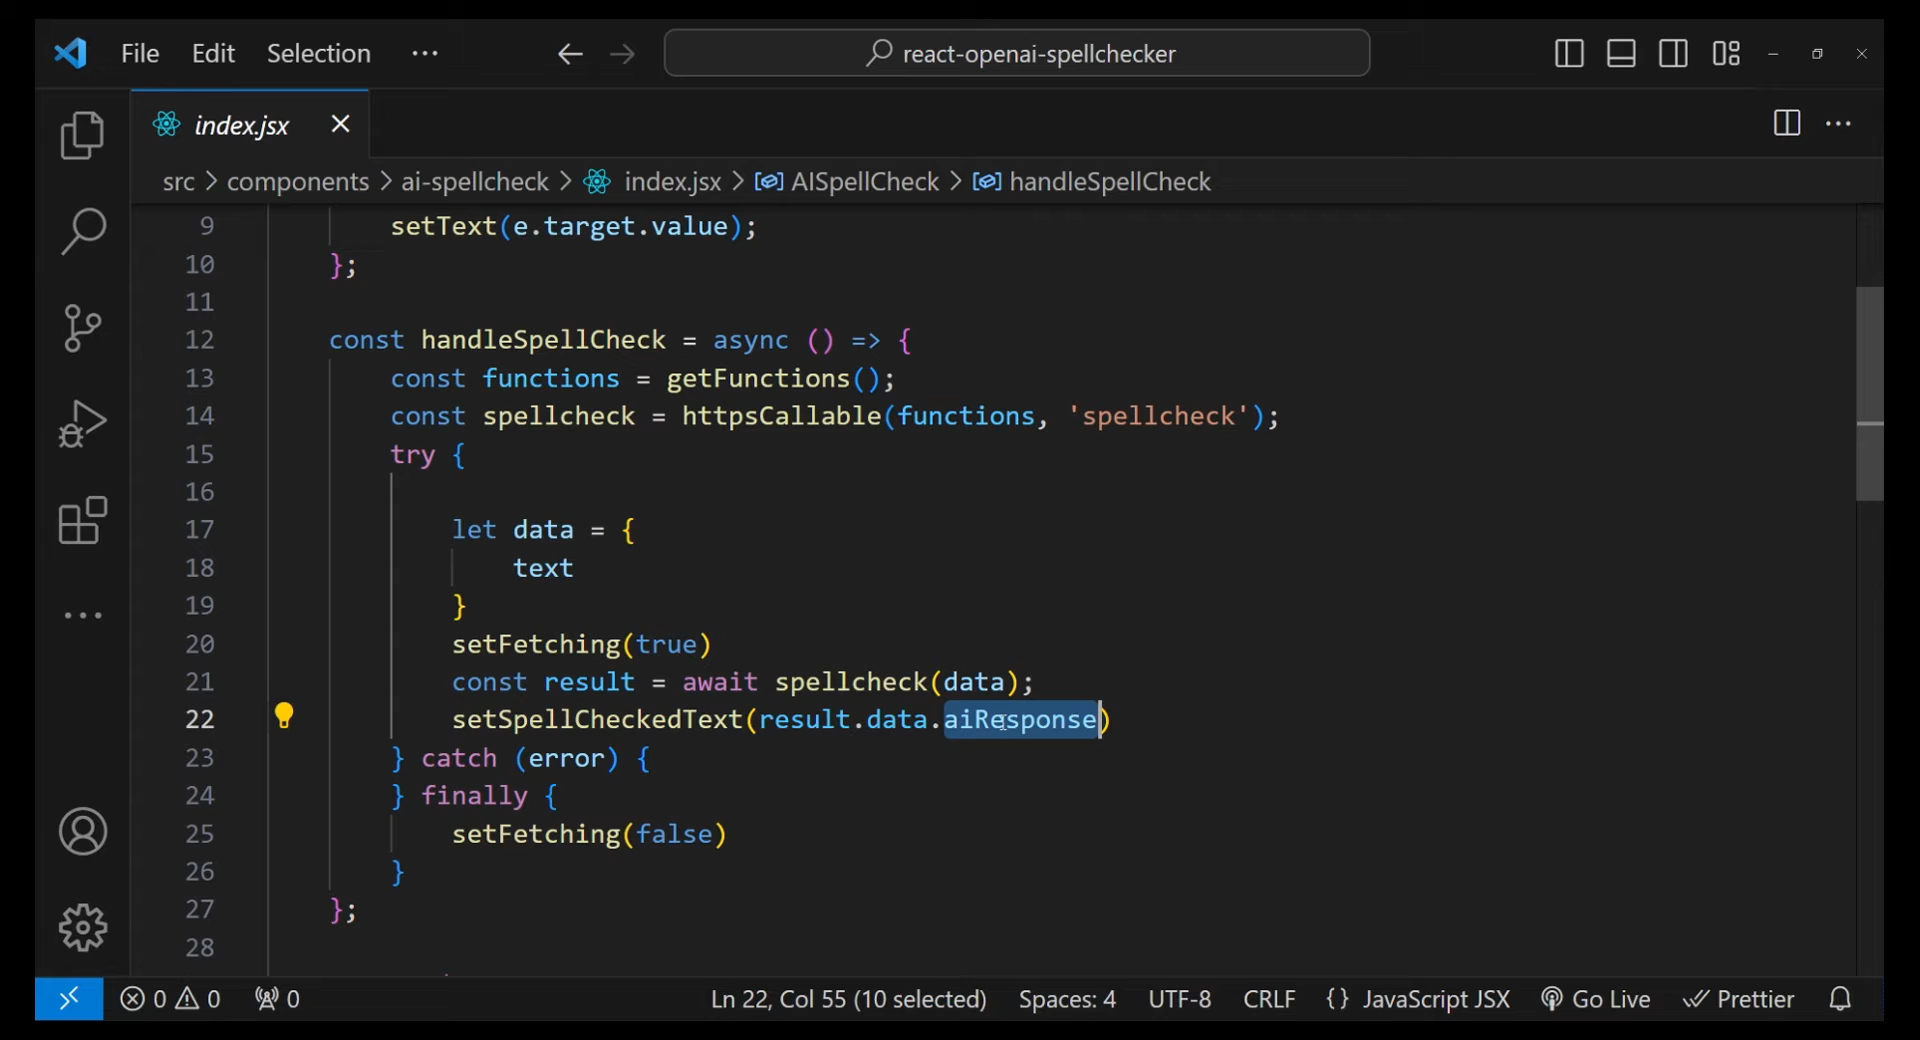 File Edit Selection ··· react-openai-spellchecker
index.jsx
src > components > ai-spellcheck > index.jsx > AISpellCheck > handleSpellCheck
9 setText(e.target.value);
10 };
11
12 const handleSpellCheck = async () => {
13 const functions = getFunctions();
14 const spellcheck = httpsCallable(functions, 'spellcheck');
15 try {
16
17 let data = {
18 text
19 }
20 setFetching(true)
21 const result = await spellcheck(data);
22 setSpellCheckedText(result.data.aiResponse)
23 } catch (error) {
24 } finally {
25 setFetching(false)
26 }
27 };
28
0 0 0 Ln 22, Col 55 (10 selected) Spaces: 4 UTF-8 CRLF {} JavaScript JSX Go Live Prettier